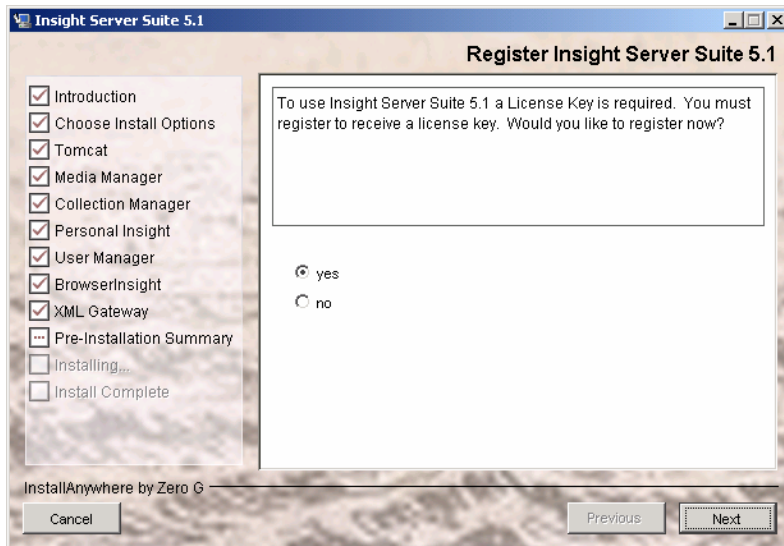 Insight Server Suite 5.1
Register Insight Server Suite 5.1
Introduction
Choose Install Options
Tomcat
Media Manager
Collection Manager
Personal Insight
User Manager
BrowserInsight
XML Gateway
Pre-Installation Summary
Installing...
Install Complete
To use Insight Server Suite 5.1 a License Key is required. You must
register to receive a license key. Would you like to register now?
yes
no
InstallAnywhere by Zero G
Cancel
Previous
Next